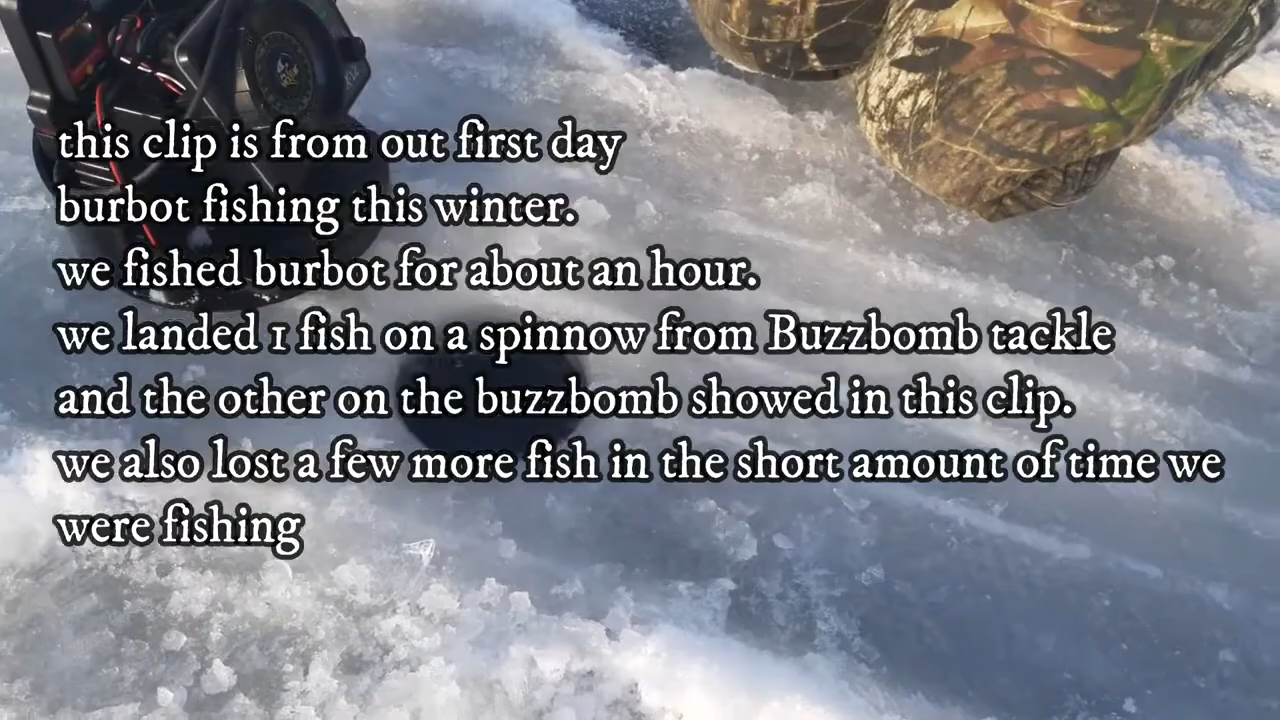 this clip is from out first day
burbot fishing this winter.
we fished burbot for about an hour.
we landed 1 fish on a spinnow from Buzzbomb tackle
and the other on the buzzbomb showed in this clip.
we also lost a few more fish in the short amount of time we
were fishing